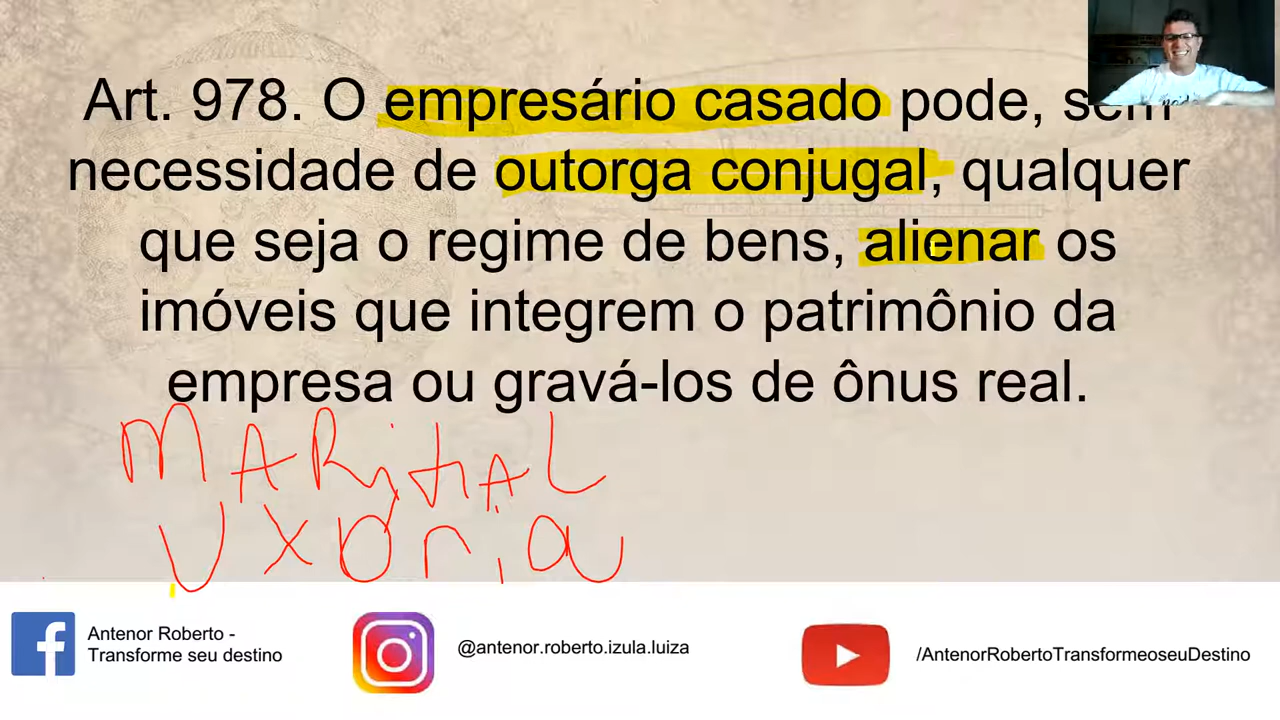 Art. 978. O empresário casado pode, sem
necessidade de outorga conjugal, qualquer
que seja o regime de bens, alienar os
imóveis que integrem o patrimônio da
empresa ou gravá-los de ônus real.
MARitAL
UXOria
Antenor Roberto -
Transforme seu destino
@antenor.roberto.izula.luiza
/AntenorRobertoTransformeoseuDestino